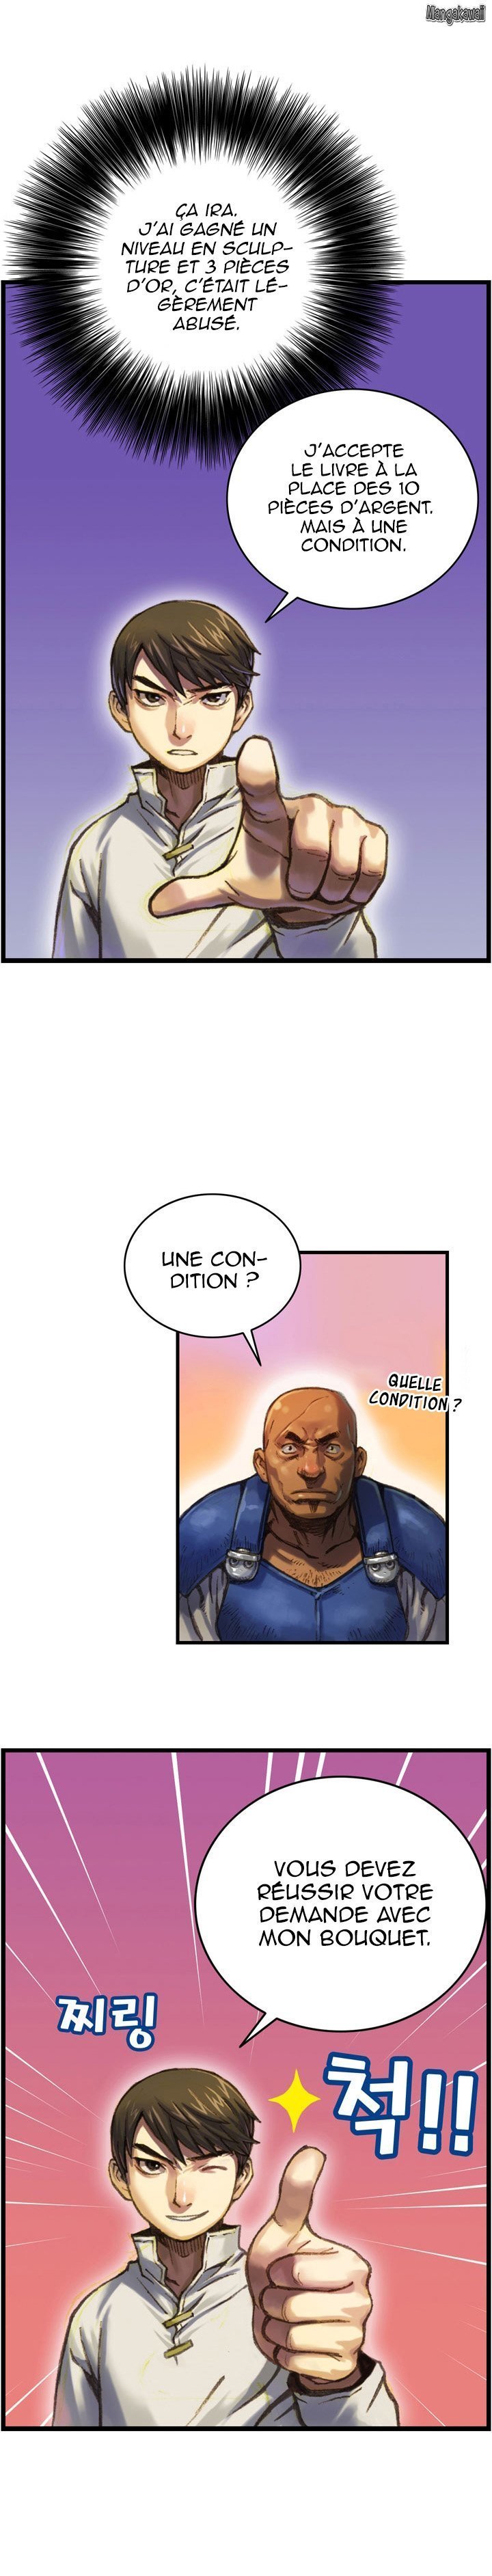 Mangakawaii
ÇA IRA.
J'AI GAGNÉ UN
NIVEAU EN SCULP-
TURE ET 3 PIÈCES
D'OR, C'ÉTAIT LÉ-
GÈREMENT
ABUSÉ.
J'ACCEPTE
LE LIVRE À LA
PLACE DES 10
PIÈCES D'ARGENT.
MAIS À UNE
CONDITION.
UNE CON-
DITION ?
QUELLE
CONDITION ?
VOUS DEVEZ
RÉUSSIR VOTRE
DEMANDE AVEC
MON BOUQUET.
찌링
척!!